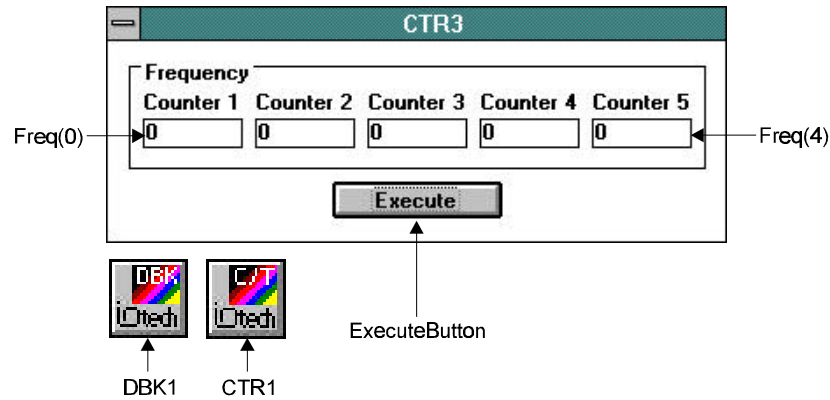 CTR3
Frequency
Counter 1 Counter 2 Counter 3 Counter 4 Counter 5
Freq(0) 0 0 0 0 0 Freq(4)
Execute
DBK C/T
iOtech iOtech
ExecuteButton
DBK1 CTR1